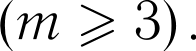 (m ⩾ 3).